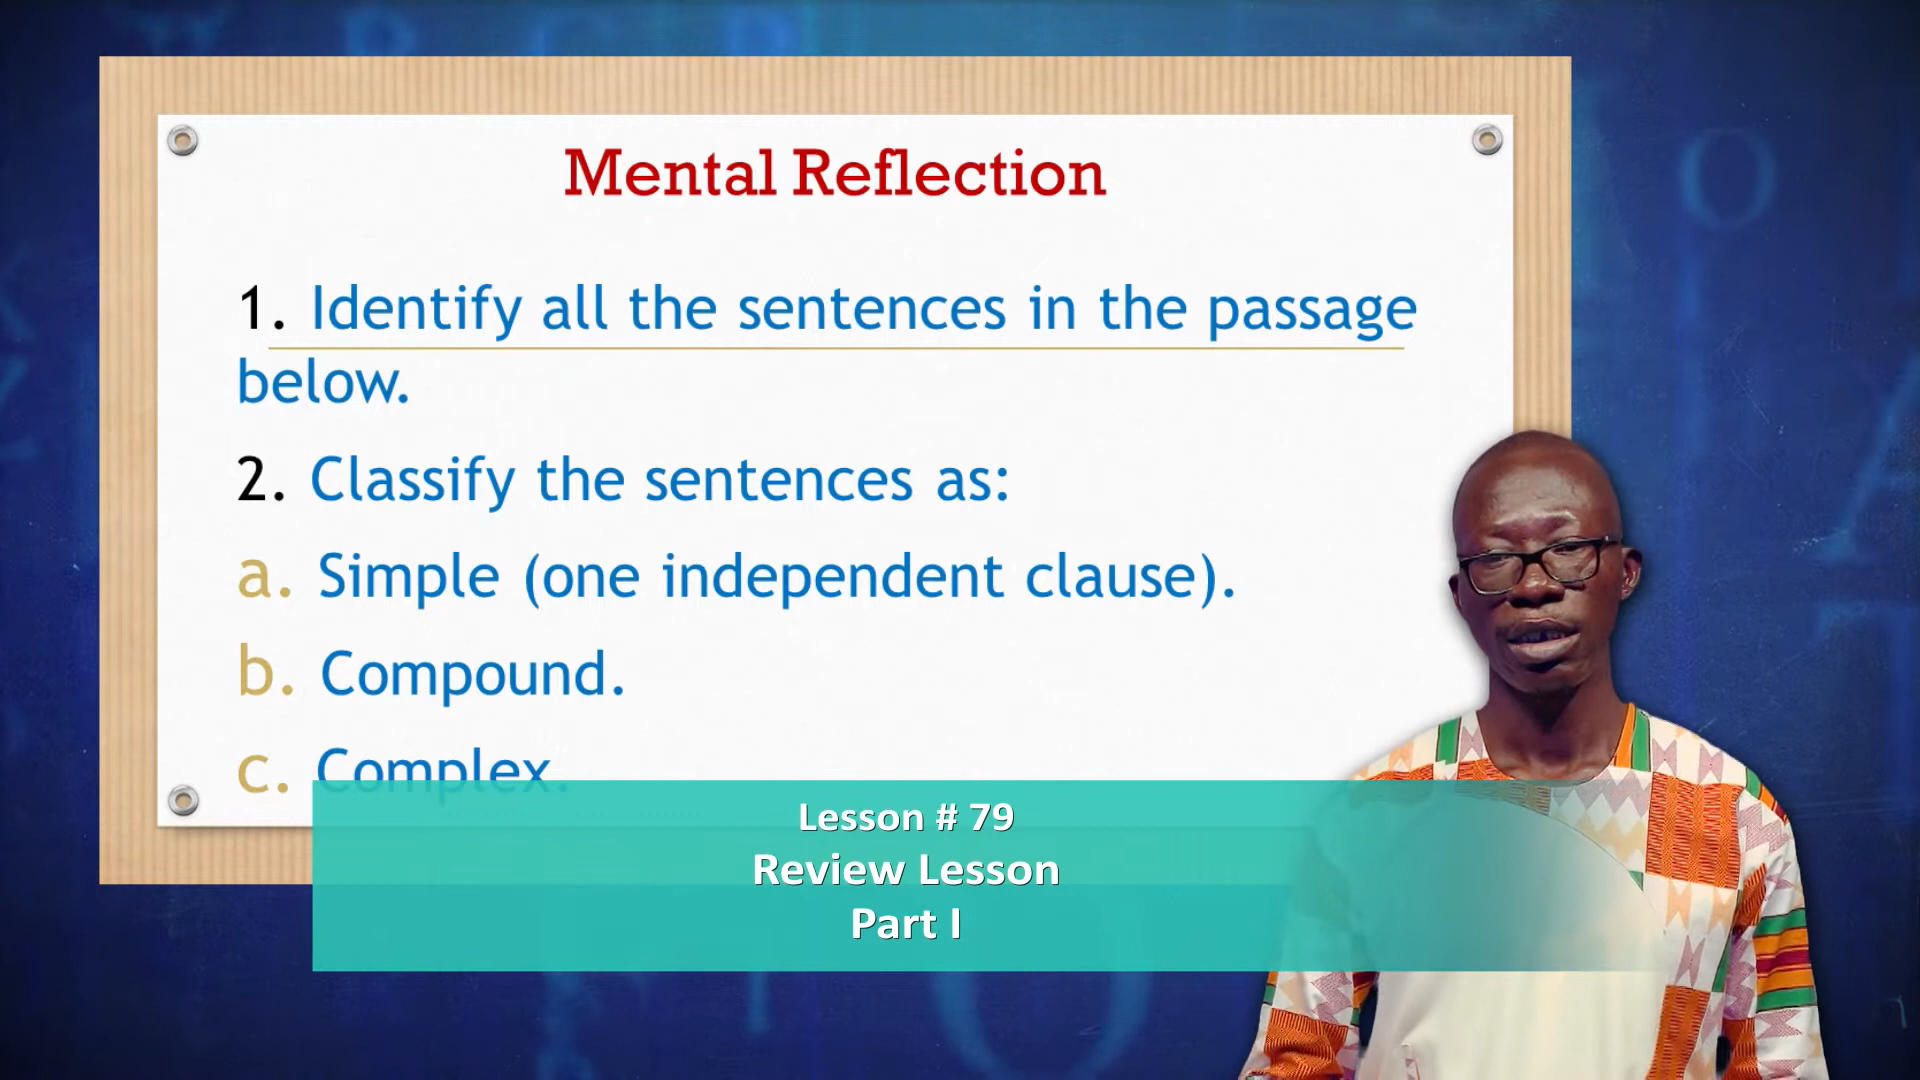 Mental Reflection
1. Identify all the sentences in the passage
below.
2. Classify the sentences as:
a. Simple (one independent clause).
b. Compound.
c. Complex.
Lesson # 79
Review Lesson
Part I